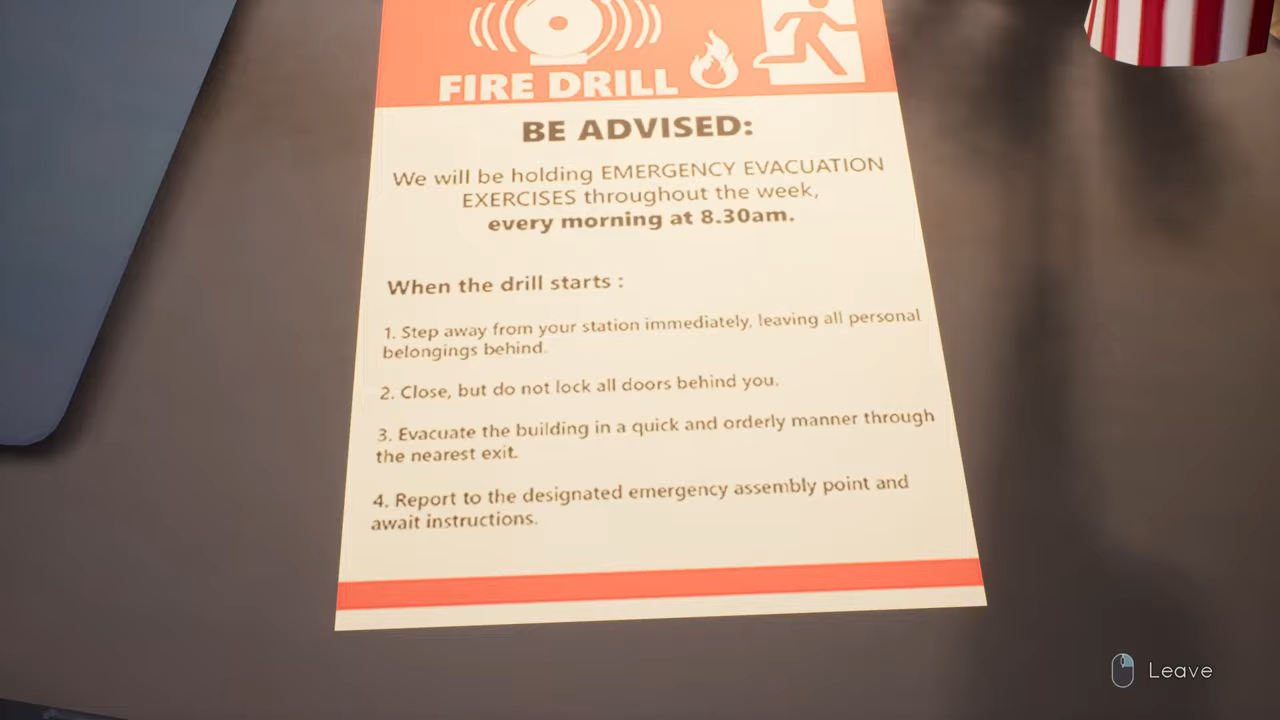 FIRE DRILL
BE ADVISED:
We will be holding EMERGENCY EVACUATION
EXERCISES throughout the week,
every morning at 8.30am.
When the drill starts :
1. Step away from your station immediately, leaving all personal
belongings behind.
2. Close, but do not lock all doors behind you.
3. Evacuate the building in a quick and orderly manner through
the nearest exit.
4. Report to the designated emergency assembly point and
await instructions.
Leave